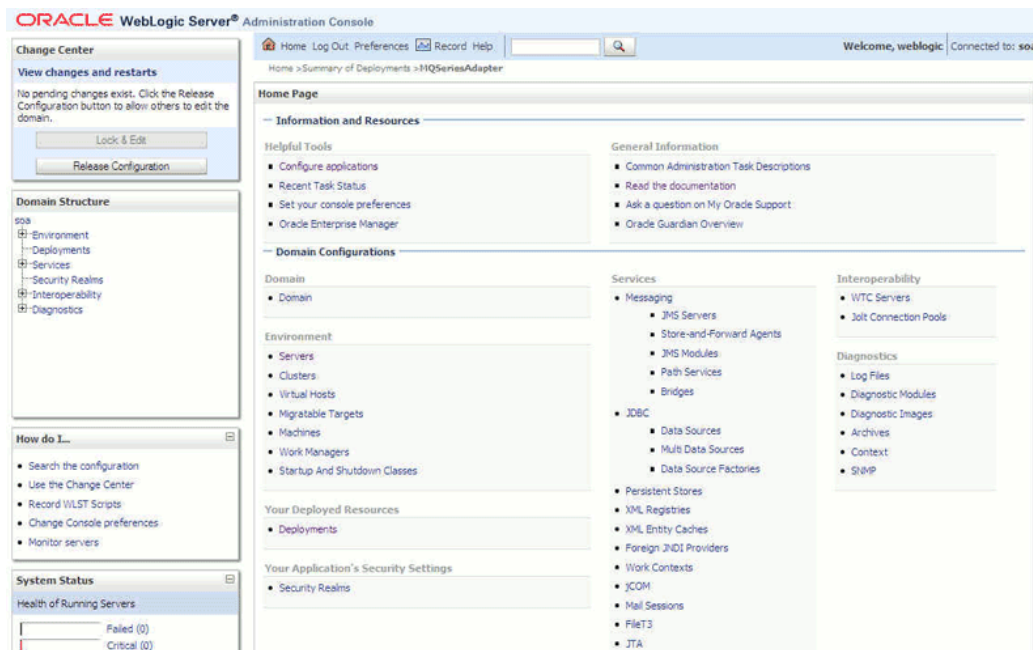 ORACLE WebLogic Server® Administration Console
Change Center
View changes and restarts
No pending changes exist. Click the Release
Configuration button to allow others to edit the
domain.
Lock & Edit
Release Configuration
Domain Structure
soa
Environment
Deployments
Services
Security Realms
Interoperability
Diagnostics
How do I...
Search the configuration
Use the Change Center
Record WLST Scripts
Change Console preferences
Monitor servers
System Status
Health of Running Servers
Failed (0)
Critical (0)
Home Log Out Preferences Record Help
Welcome, weblogic Connected to: soa
Home >Summary of Deployments >MQSeriesAdapter
Home Page
Information and Resources
Helpful Tools
Configure applications
Recent Task Status
Set your console preferences
Oracle Enterprise Manager
General Information
Common Administration Task Descriptions
Read the documentation
Ask a question on My Oracle Support
Oracle Guardian Overview
Domain Configurations
Domain
Domain
Environment
Servers
Clusters
Virtual Hosts
Migratable Targets
Machines
Work Managers
Startup And Shutdown Classes
Your Deployed Resources
Deployments
Your Application's Security Settings
Security Realms
Services
Messaging
JMS Servers
Store-and-Forward Agents
JMS Modules
Path Services
Bridges
JDBC
Data Sources
Multi Data Sources
Data Source Factories
Persistent Stores
XML Registries
XML Entity Caches
Foreign JNDI Providers
Work Contexts
jCOM
Mail Sessions
FileT3
JTA
Interoperability
WTC Servers
Jolt Connection Pools
Diagnostics
Log Files
Diagnostic Modules
Diagnostic Images
Archives
Context
SNMP